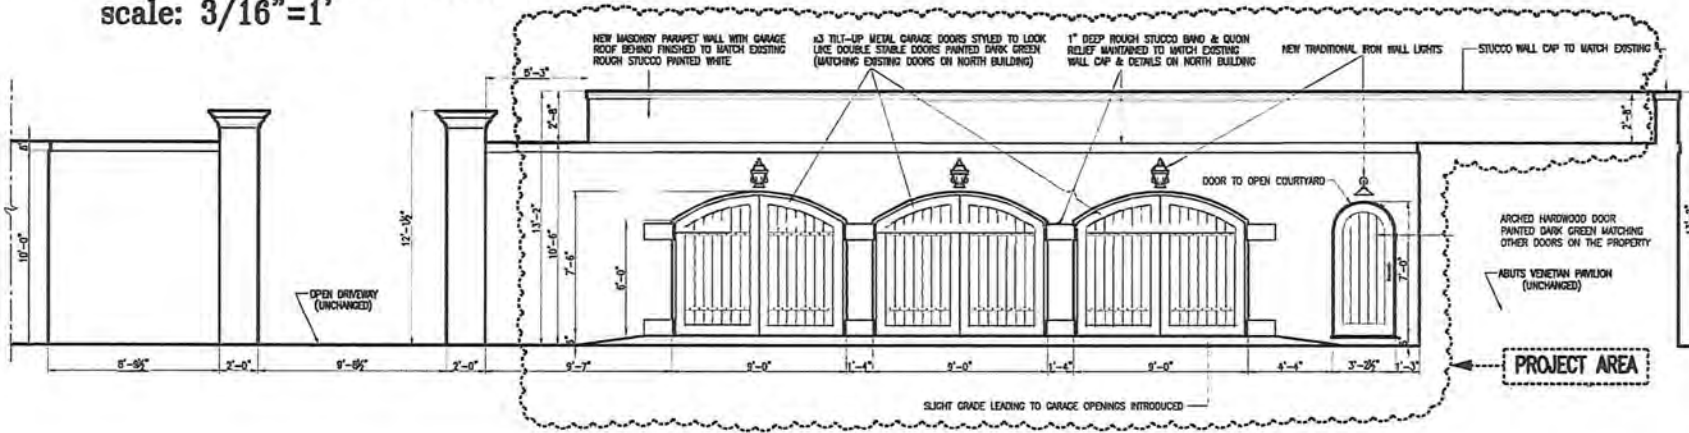 scale: 3/16"=1'
NEW MASONRY PARAPET WALL WITH GARAGE
ROOF BEHIND FINISHED TO MATCH EXISTING
ROUGH STUCCO PAINTED WHITE
x3 TILT-UP METAL GARAGE DOORS STYLED TO LOOK
LIKE DOUBLE STABLE DOORS PAINTED DARK GREEN
(MATCHING EXISTING DOORS ON NORTH BUILDING)
1" DEEP ROUGH STUCCO BAND & QUOIN
RELIEF MAINTAINED TO MATCH EXISTING
WALL CAP & DETAILS ON NORTH BUILDING
NEW TRADITIONAL IRON WALL LIGHTS
STUCCO WALL CAP TO MATCH EXISTING
5'-3"
2'-8"
2'-8"
13'-2"
10'-6"
12'-1½"
10'-0"
7'-6"
6'-0"
7'-0"
DOOR TO OPEN COURTYARD
ARCHED HARDWOOD DOOR
PAINTED DARK GREEN MATCHING
OTHER DOORS ON THE PROPERTY
ABUTS VENETIAN PAVILION
(UNCHANGED)
OPEN DRIVEWAY
(UNCHANGED)
2'-0"
2'-0"
9'-7"
9'-0"
1'-4"
9'-0"
1'-4"
9'-0"
4'-4"
3'-2½"
1'-3"
PROJECT AREA
SLIGHT GRADE LEADING TO GARAGE OPENINGS INTRODUCED